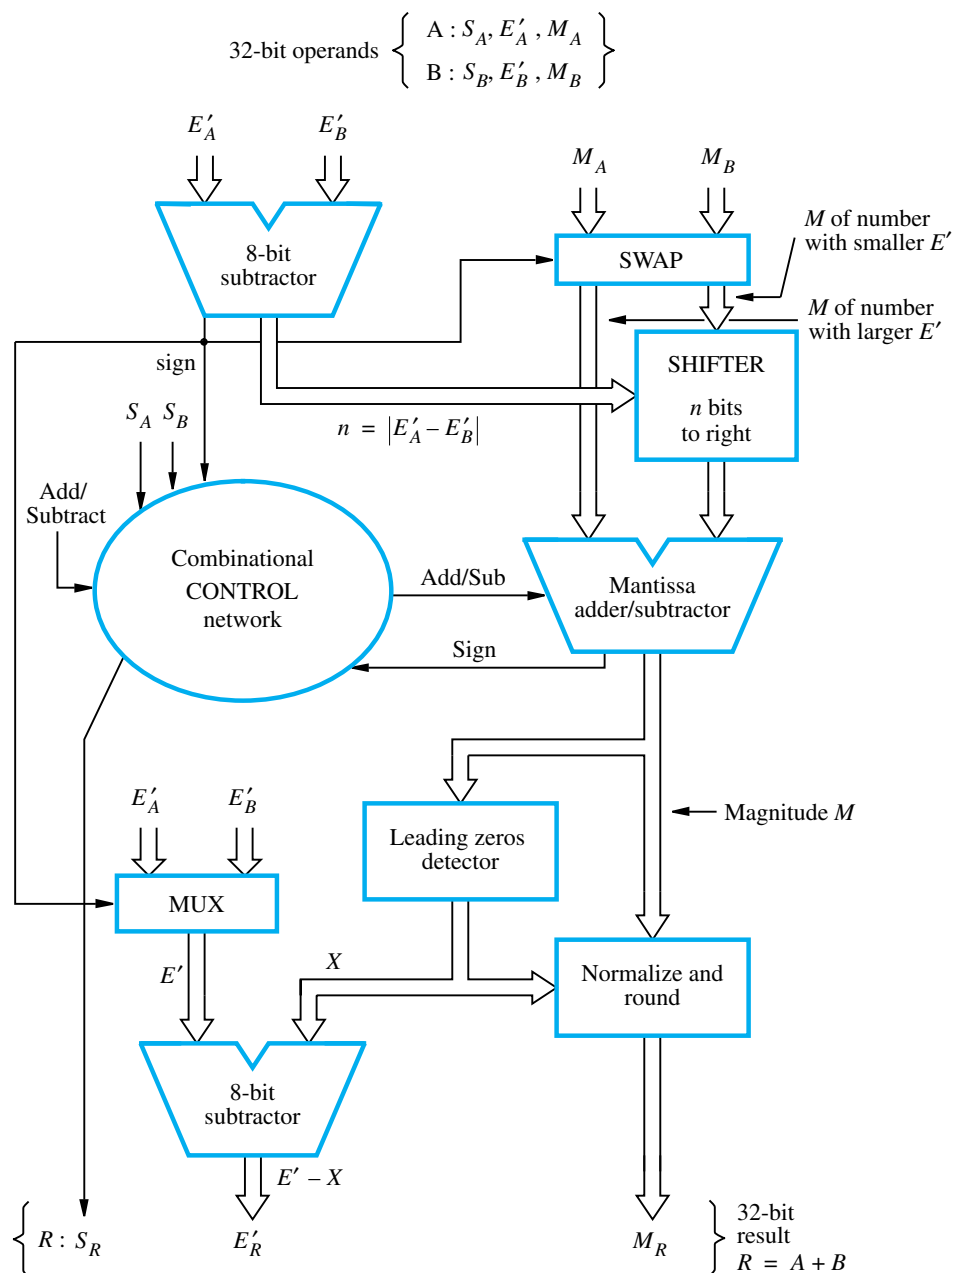 32-bit operands { A : S_A, E′_A , M_A }
B : S_B, E′_B , M_B
E′_A E′_B
M_A M_B
M of number
with smaller E′
8-bit
subtractor
SWAP
M of number
with larger E′
sign
SHIFTER
n bits
to right
n = |E′_A – E′_B|
S_A S_B
Add/
Subtract
Combinational
CONTROL
network
Add/Sub
Mantissa
adder/subtractor
Sign
E′_A E′_B
Magnitude M
Leading zeros
detector
MUX
E′
X
Normalize and
round
8-bit
subtractor
E′ – X
{ R : S_R E′_R M_R }
32-bit
result
R = A + B